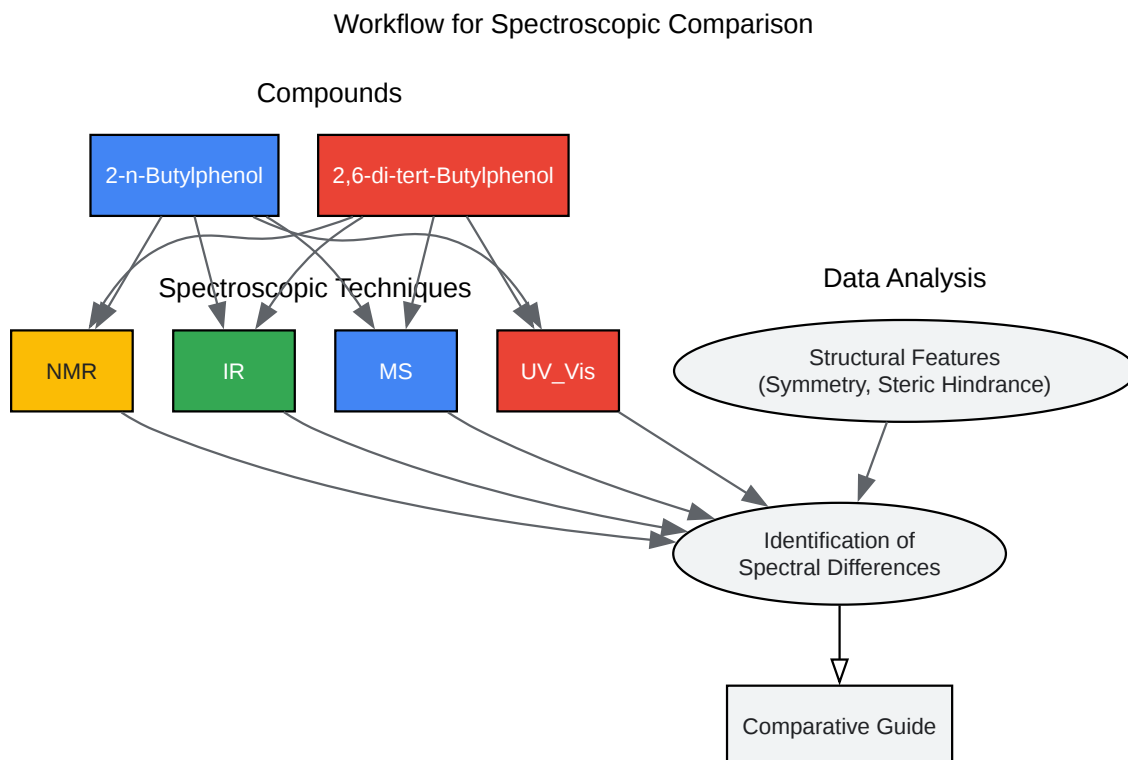 Workflow for Spectroscopic Comparison
Compounds
2-n-Butylphenol
2,6-di-tert-Butylphenol
Spectroscopic Techniques
Data Analysis
NMR
IR
MS
UV_Vis
Structural Features
(Symmetry, Steric Hindrance)
Identification of
Spectral Differences
Comparative Guide